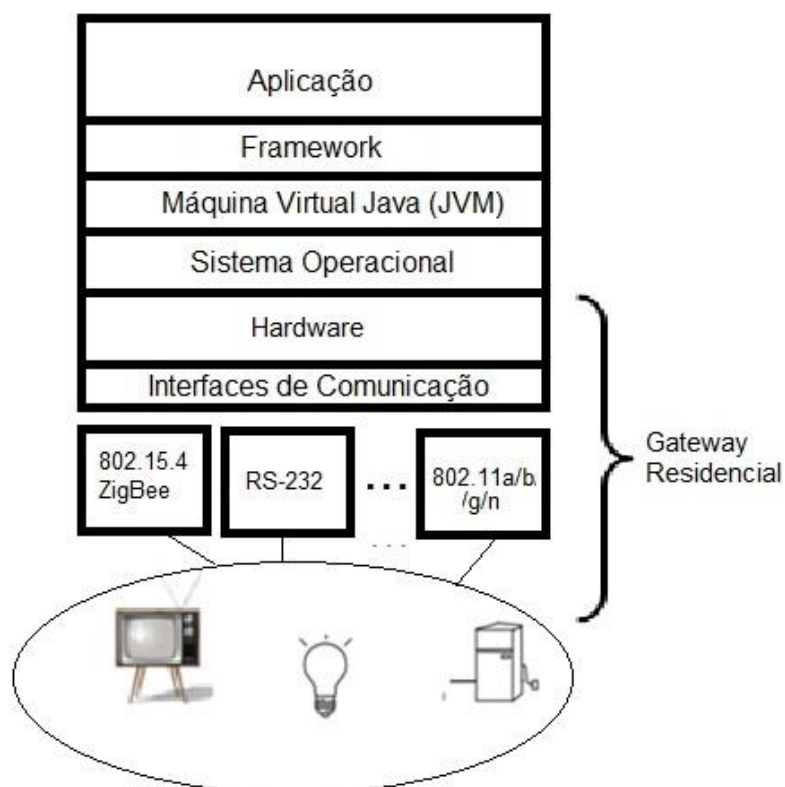 Aplicação
Framework
Máquina Virtual Java (JVM)
Sistema Operacional
Hardware
Interfaces de Comunicação
802.15.4
ZigBee
RS-232
...
802.11a/b/
/g/n
...
Gateway
Residencial